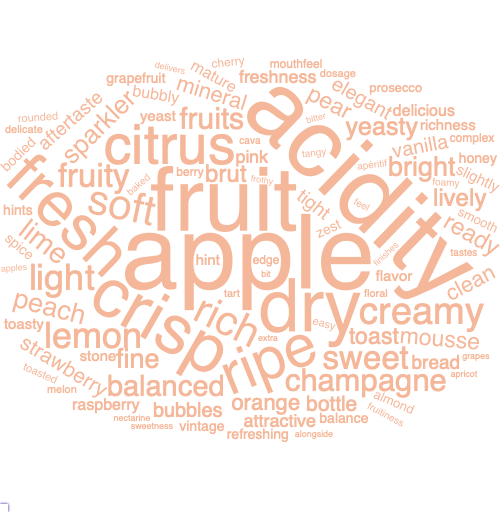 cherry
mouthfeel
delivers
mature
freshness
dosage
grapefruit
bubbly
mineral
elegant
prosecco
pear
aftertaste
sparkler
acidity
delicious
rounded
yeast
fruits
bitter
yeasty
richness
delicate
citrus
cava
tangy
vanilla
complex
bodied
pink
apéritif
bright
honey
fresh
fruity
baked
berry
brut
frothy
foamy
slightly
hints
soft
fruit
tight
feel
lively
smooth
lime
zest
ready
spice
apple
finishes
tastes
apples
light
hint
edge
bit
flavor
clean
peach
crisp
rich
tart
dry
floral
creamy
toasty
lemon
easy
extra
toast
mousse
strawberry
stone
fine
ripe
sweet
bread
grapes
toasted
melon
balanced
champagne
apricot
raspberry
bubbles
orange
bottle
almond
nectarine
sweetness
vintage
attractive
balance
fruitiness
refreshing
alongside